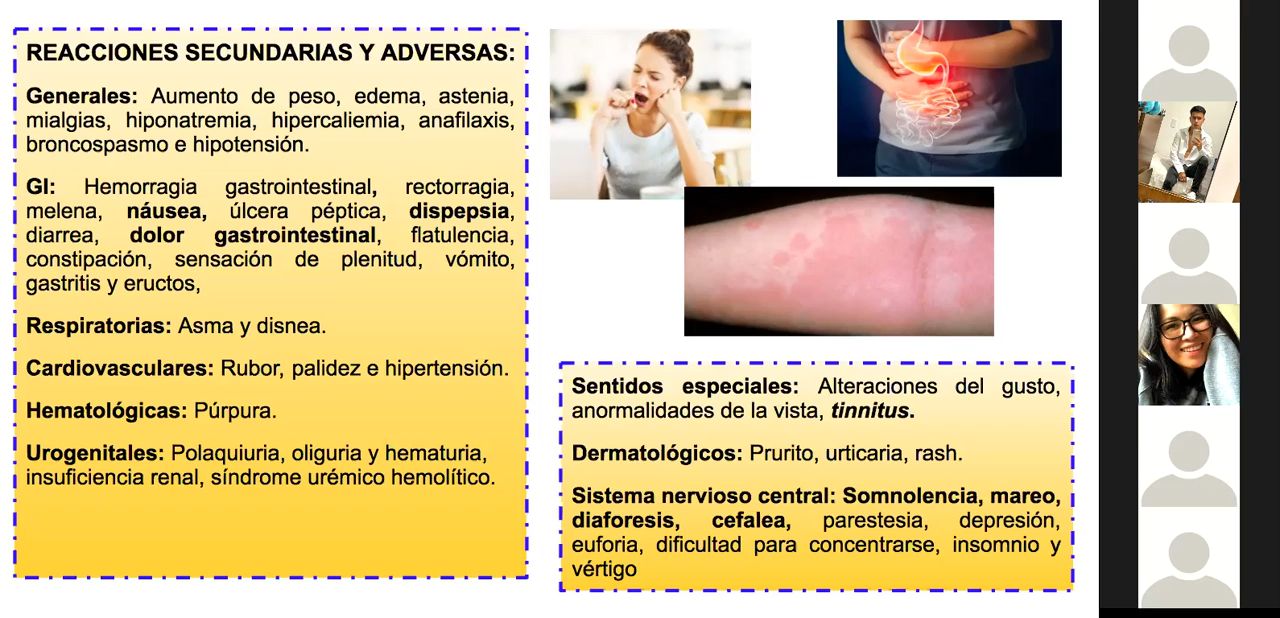 REACCIONES SECUNDARIAS Y ADVERSAS:
Generales: Aumento de peso, edema, astenia,
mialgias, hiponatremia, hipercaliemia, anafilaxis,
broncospasmo e hipotensión.
GI: Hemorragia gastrointestinal, rectorragia,
melena, náusea, úlcera péptica, dispepsia,
diarrea, dolor gastrointestinal, flatulencia,
constipación, sensación de plenitud, vómito,
gastritis y eructos,
Respiratorias: Asma y disnea.
Cardiovasculares: Rubor, palidez e hipertensión.
Hematológicas: Púrpura.
Urogenitales: Polaquiuria, oliguria y hematuria,
insuficiencia renal, síndrome urémico hemolítico.
Sentidos especiales: Alteraciones del gusto,
anormalidades de la vista, tinnitus.
Dermatológicos: Prurito, urticaria, rash.
Sistema nervioso central: Somnolencia, mareo,
diaforesis, cefalea, parestesia, depresión,
euforia, dificultad para concentrarse, insomnio y
vértigo